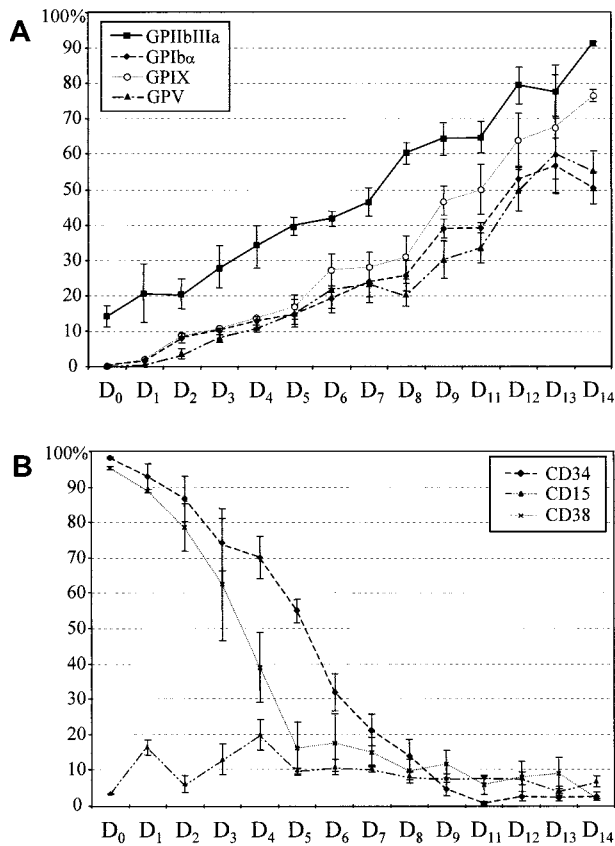 A
100%
90
80
70
60
50
40
30
20
10
0
GPIIbIIIa
GPIbα
GPIX
GPV
D0 D1 D2 D3 D4 D5 D6 D7 D8 D9 D11 D12 D13 D14
B
100%
90
80
70
60
50
40
30
20
10
0
CD34
CD15
CD38
D0 D1 D2 D3 D4 D5 D6 D7 D8 D9 D11 D12 D13 D14